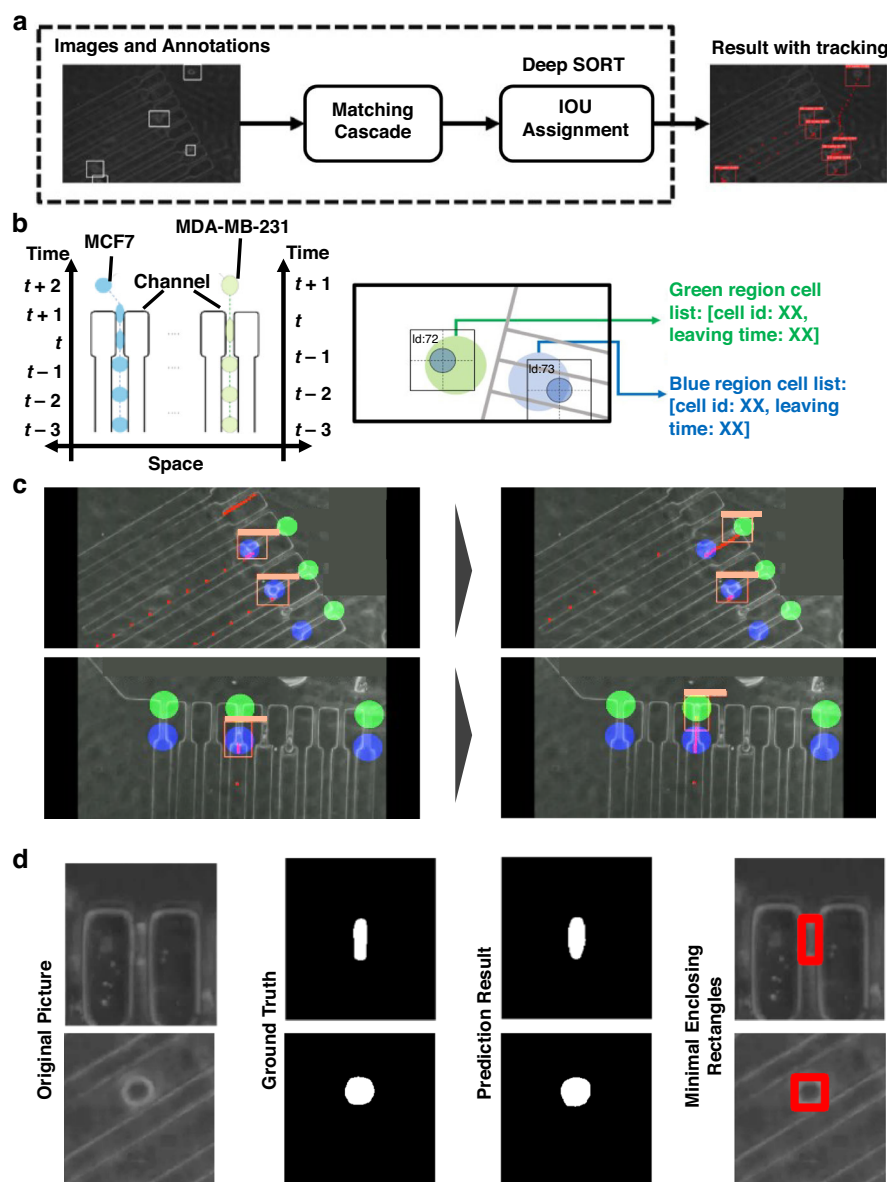 a
Images and Annotations
Deep SORT
Result with tracking
Matching
Cascade
IOU
Assignment
b
Time
MCF7
MDA-MB-231
Time
Channel
t + 2
t + 1
t
t − 1
t − 2
t − 3
t + 1
t
t − 1
t − 2
t − 3
Space
Id:72
Id:73
Green region cell
list: [cell id: XX,
leaving time: XX]
Blue region cell list:
[cell id: XX, leaving
time: XX]
c
d
Original Picture
Ground Truth
Prediction Result
Minimal Enclosing
Rectangles